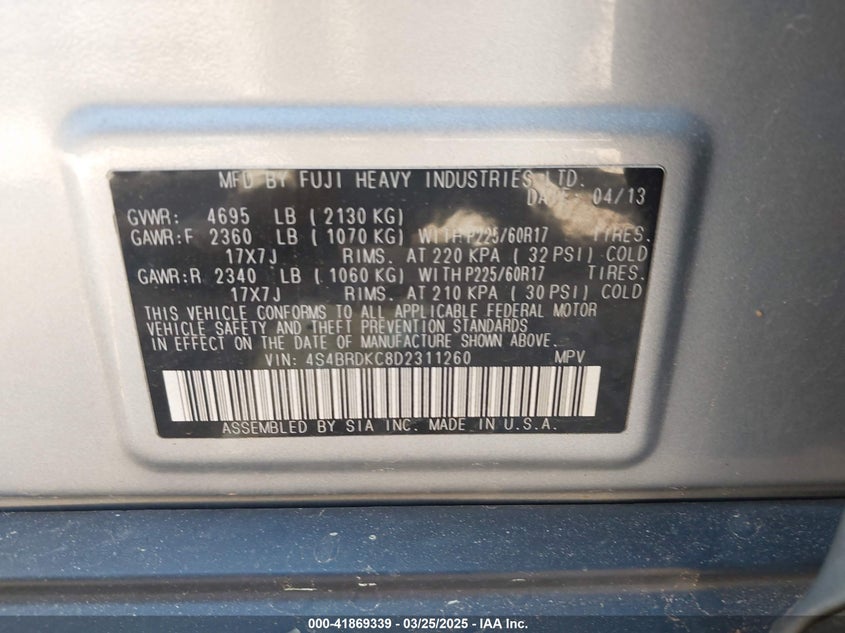 MFD BY FUJI HEAVY INDUSTRIES LTD.
DATE: 04/13
GVWR: 4695 LB ( 2130 KG)
GAWR:F 2360 LB ( 1070 KG) WITH P225/60R17 TIRES.
17X7J RIMS. AT 220 KPA ( 32 PSI) COLD
GAWR:R 2340 LB ( 1060 KG) WITH P225/60R17 TIRES.
17X7J RIMS. AT 210 KPA ( 30 PSI) COLD
THIS VEHICLE CONFORMS TO ALL APPLICABLE FEDERAL MOTOR
VEHICLE SAFETY AND THEFT PREVENTION STANDARDS
IN EFFECT ON THE DATE OF MANUFACTURE SHOWN ABOVE.
VIN: 4S4BRDKC8D2311260 MPV
ASSEMBLED BY SIA INC. MADE IN U.S.A.
000-41869339 - 03/25/2025 - IAA Inc.